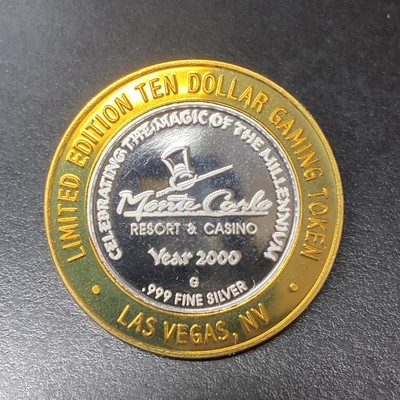 LIMITED EDITION TEN DOLLAR GAMING TOKEN
CELEBRATING THE MAGIC OF THE MILLENNIUM
Monte Carlo
RESORT & CASINO
Year 2000
G
.999 FINE SILVER
• LAS VEGAS, NV •